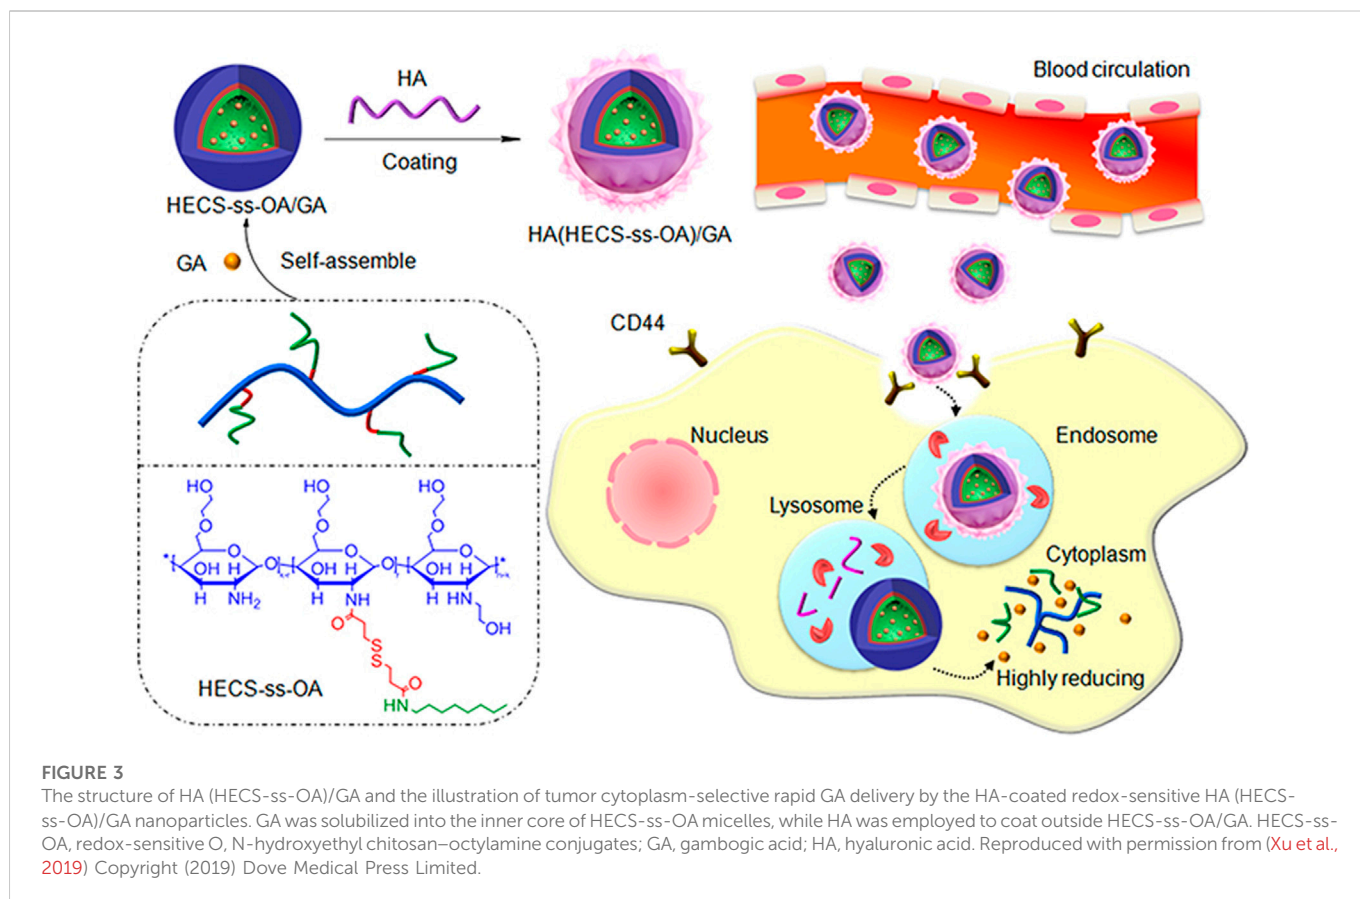 HA
Coating
HECS-ss-OA/GA
HA(HECS-ss-OA)/GA
Blood circulation
GA
Self-assemble
CD44
Nucleus
Endosome
Lysosome
Cytoplasm
Highly reducing
HO
HO
HO
O
O
O
O
O
O
OH
H
O
OH
H
O
OH
H
H
NH2
H
NH
H
HN
OH
O
S
S
O
HN
HECS-ss-OA
FIGURE 3
The structure of HA (HECS-ss-OA)/GA and the illustration of tumor cytoplasm-selective rapid GA delivery by the HA-coated redox-sensitive HA (HECS-
ss-OA)/GA nanoparticles. GA was solubilized into the inner core of HECS-ss-OA micelles, while HA was employed to coat outside HECS-ss-OA/GA. HECS-ss-
OA, redox-sensitive O, N-hydroxyethyl chitosan–octylamine conjugates; GA, gambogic acid; HA, hyaluronic acid. Reproduced with permission from (Xu et al.,
2019) Copyright (2019) Dove Medical Press Limited.